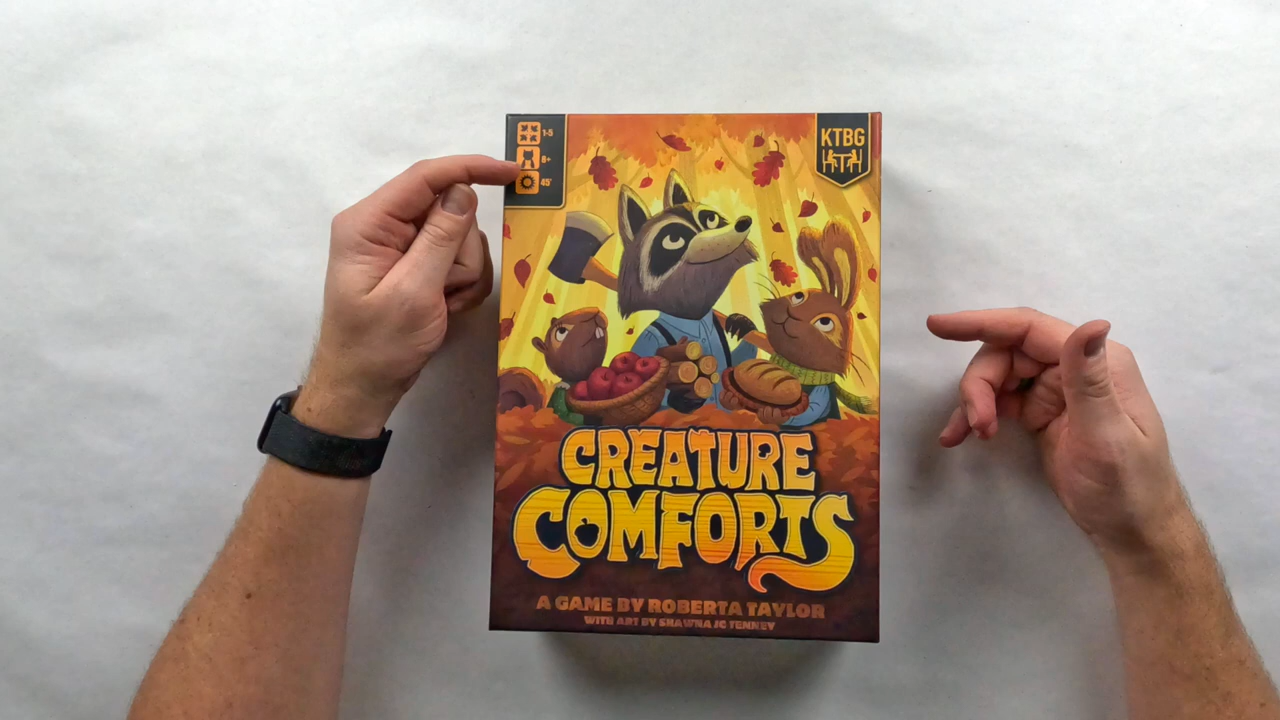 1-5
8+
45'
KTBG
CREATURE
COMFORTS
A GAME BY ROBERTA TAYLOR
WITH ART BY SHAWNA JC TENNEY